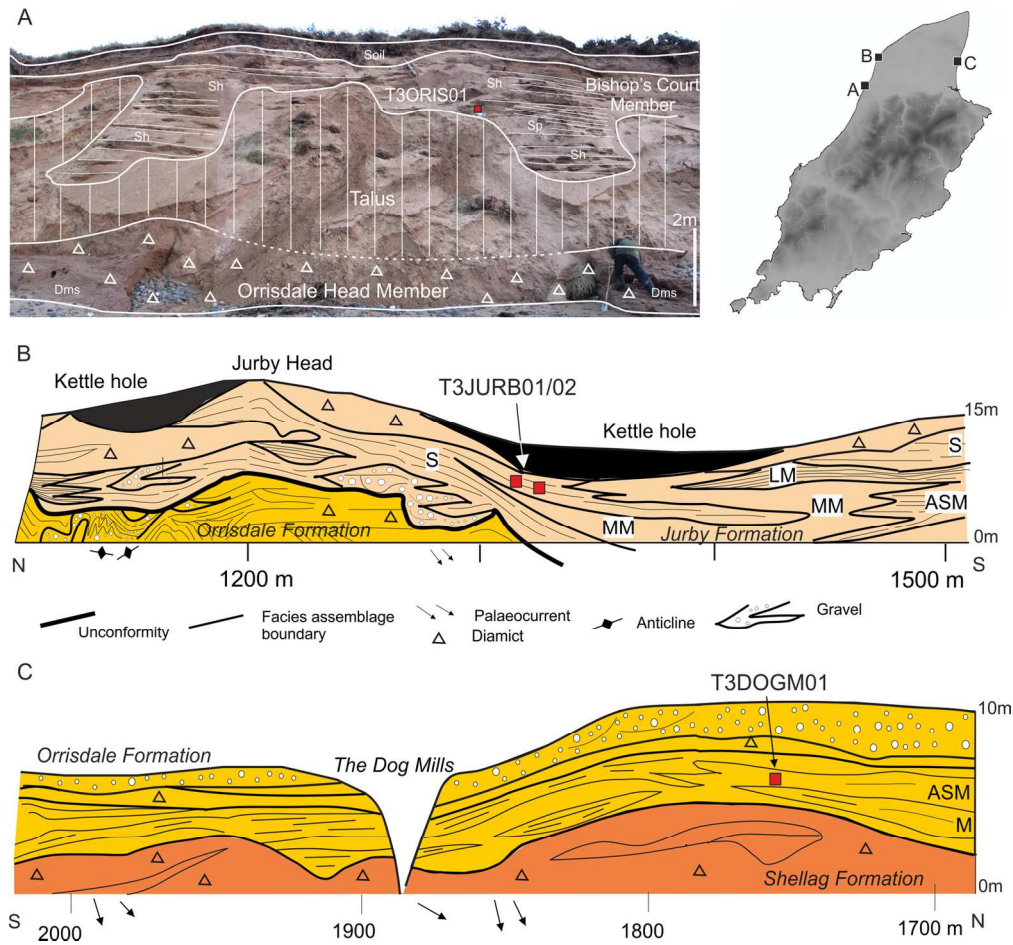 A
Soil
Sh
Sh
Bishop's Court
Member
T3ORIS01
Sh
Sp
Sh
Talus
2m
Orrisdale Head Member
Dms
Dms
B
C
A
B
Kettle hole
Jurby Head
T3JURB01/02
Kettle hole
15m
S
S
LM
MM
MM
ASM
Orrisdale Formation
Jurby Formation
0m
N
S
1200 m
1500 m
Unconformity
Facies assemblage
boundary
Palaeocurrent
Diamict
Anticline
Gravel
C
T3DOGM01
10m
Orrisdale Formation
The Dog Mills
ASM
M
Shellag Formation
0m
S
2000
1900
1800
1700 m
N